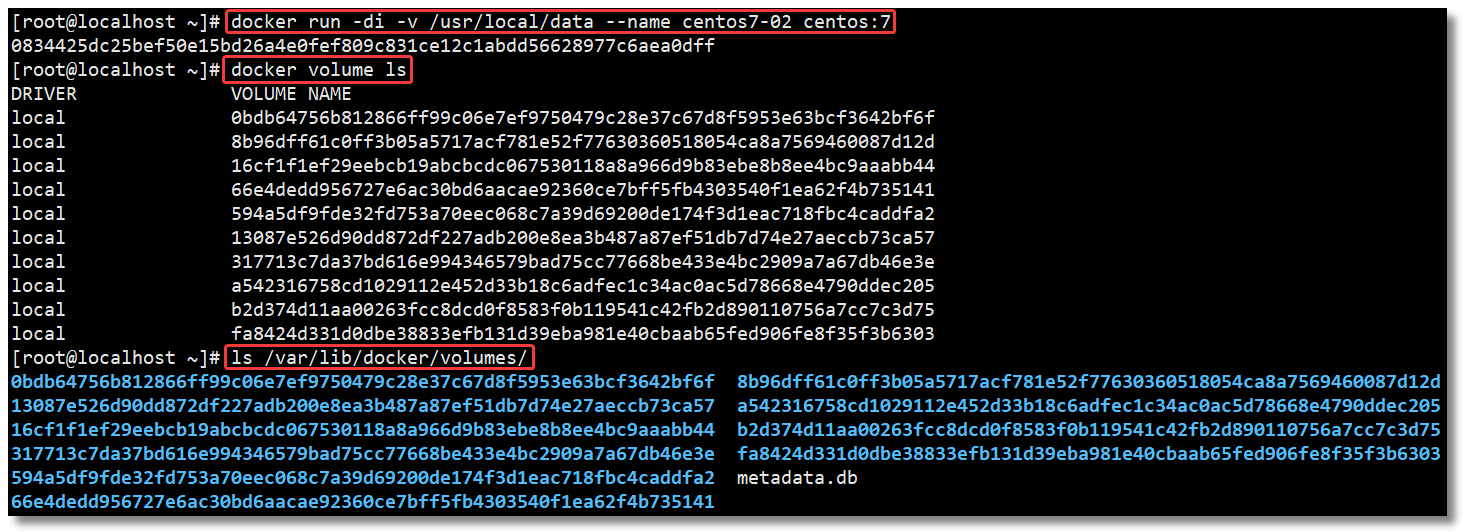 [root@localhost ~]# docker run -di -v /usr/local/data --name centos7-02 centos:7
0834425dc25bef50e15bd26a4e0fef809c831ce12c1abdd56628977c6aea0dff
[root@localhost ~]# docker volume ls
DRIVER              VOLUME NAME
local               0bdb64756b812866ff99c06e7ef9750479c28e37c67d8f5953e63bcf3642bf6f
local               8b96dff61c0ff3b05a5717acf781e52f77630360518054ca8a7569460087d12d
local               16cf1f1ef29eebcb19abcbcdc067530118a8a966d9b83ebe8b8ee4bc9aaabb44
local               66e4dedd956727e6ac30bd6aacae92360ce7bff5fb4303540f1ea62f4b735141
local               594a5df9fde32fd753a70eec068c7a39d69200de174f3d1eac718fbc4caddfa2
local               13087e526d90dd872df227adb200e8ea3b487a87ef51db7d74e27aeccb73ca57
local               317713c7da37bd616e994346579bad75cc77668be433e4bc2909a7a67db46e3e
local               a542316758cd1029112e452d33b18c6adfec1c34ac0ac5d78668e4790ddec205
local               b2d374d11aa00263fcc8dcd0f8583f0b119541c42fb2d890110756a7cc7c3d75
local               fa8424d331d0dbe38833efb131d39eba981e40cbaab65fed906fe8f35f3b6303
[root@localhost ~]# ls /var/lib/docker/volumes/
0bdb64756b812866ff99c06e7ef9750479c28e37c67d8f5953e63bcf3642bf6f  8b96dff61c0ff3b05a5717acf781e52f77630360518054ca8a7569460087d12d
13087e526d90dd872df227adb200e8ea3b487a87ef51db7d74e27aeccb73ca57  a542316758cd1029112e452d33b18c6adfec1c34ac0ac5d78668e4790ddec205
16cf1f1ef29eebcb19abcbcdc067530118a8a966d9b83ebe8b8ee4bc9aaabb44  b2d374d11aa00263fcc8dcd0f8583f0b119541c42fb2d890110756a7cc7c3d75
317713c7da37bd616e994346579bad75cc77668be433e4bc2909a7a67db46e3e  fa8424d331d0dbe38833efb131d39eba981e40cbaab65fed906fe8f35f3b6303
594a5df9fde32fd753a70eec068c7a39d69200de174f3d1eac718fbc4caddfa2  metadata.db
66e4dedd956727e6ac30bd6aacae92360ce7bff5fb4303540f1ea62f4b735141